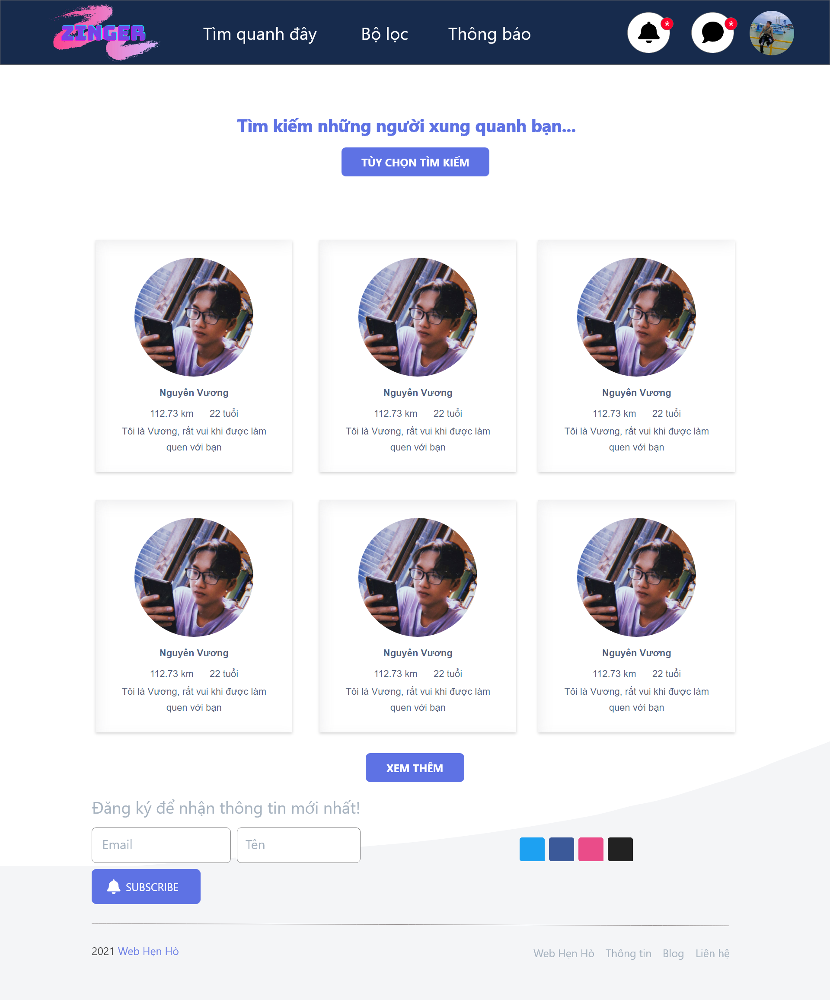 ZINGER
Tìm quanh đây
Bộ lọc
Thông báo
*
*
Tìm kiếm những người xung quanh bạn...
TÙY CHỌN TÌM KIẾM
Nguyên Vương
112.73 km 22 tuổi
Tôi là Vương, rất vui khi được làm
quen với bạn
Nguyên Vương
112.73 km 22 tuổi
Tôi là Vương, rất vui khi được làm
quen với bạn
Nguyên Vương
112.73 km 22 tuổi
Tôi là Vương, rất vui khi được làm
quen với bạn
Nguyên Vương
112.73 km 22 tuổi
Tôi là Vương, rất vui khi được làm
quen với bạn
Nguyên Vương
112.73 km 22 tuổi
Tôi là Vương, rất vui khi được làm
quen với bạn
Nguyên Vương
112.73 km 22 tuổi
Tôi là Vương, rất vui khi được làm
quen với bạn
XEM THÊM
Đăng ký để nhận thông tin mới nhất!
Email
Tên
SUBSCRIBE
2021 Web Hẹn Hò
Web Hẹn Hò Thông tin Blog Liên hệ